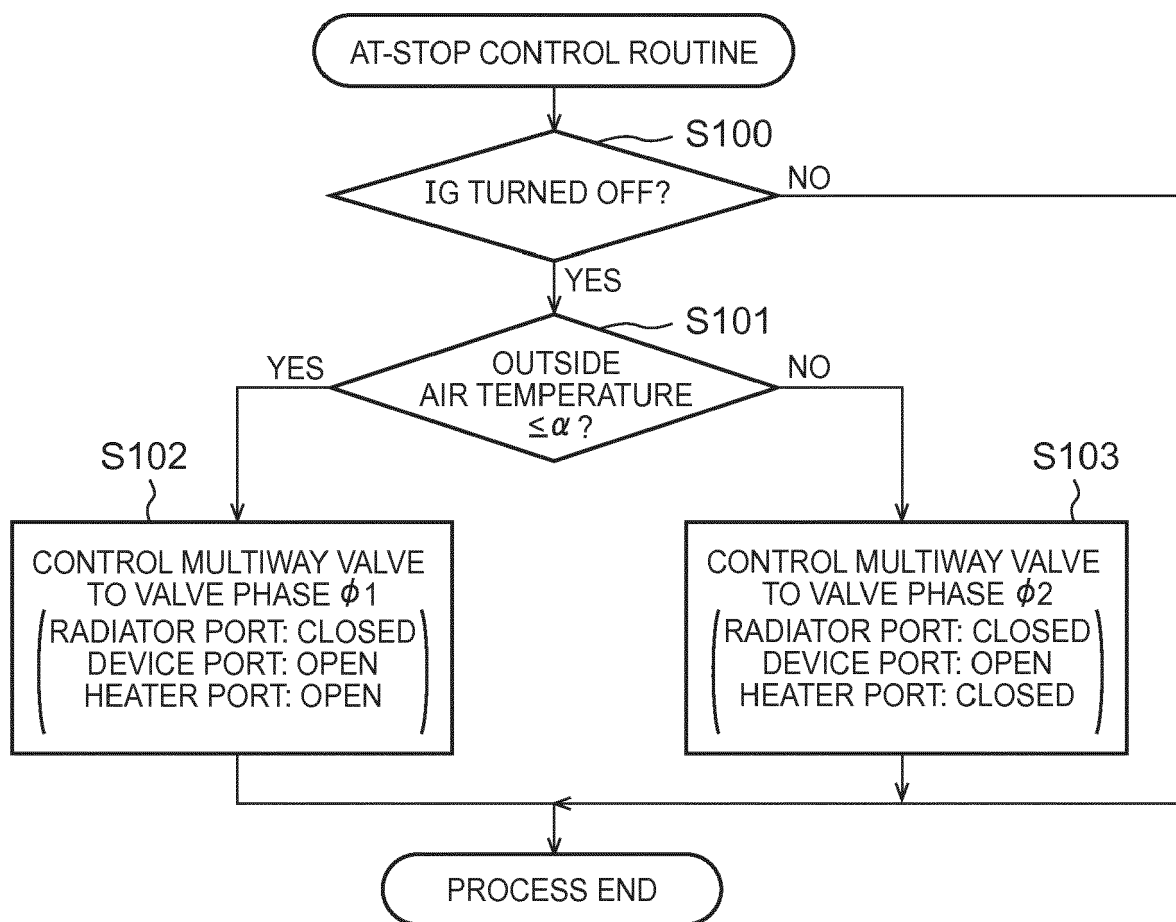 AT-STOP CONTROL ROUTINE
S100
IG TURNED OFF?
NO
YES
S101
OUTSIDE
AIR TEMPERATURE
≤α?
YES
NO
S102
CONTROL MULTIWAY VALVE
TO VALVE PHASE ϕ1
(RADIATOR PORT: CLOSED
DEVICE PORT: OPEN
HEATER PORT: OPEN)
S103
CONTROL MULTIWAY VALVE
TO VALVE PHASE ϕ2
(RADIATOR PORT: CLOSED
DEVICE PORT: OPEN
HEATER PORT: CLOSED)
PROCESS END